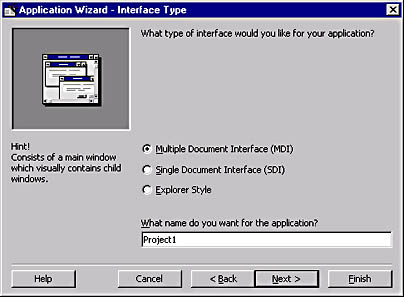 Application Wizard - Interface Type
What type of interface would you like for your application?
Hint!
Consists of a main window
which visually contains child
windows.
Multiple Document Interface (MDI)
Single Document Interface (SDI)
Explorer Style
What name do you want for the application?
Project1
Help
Cancel
< Back
Next >
Finish